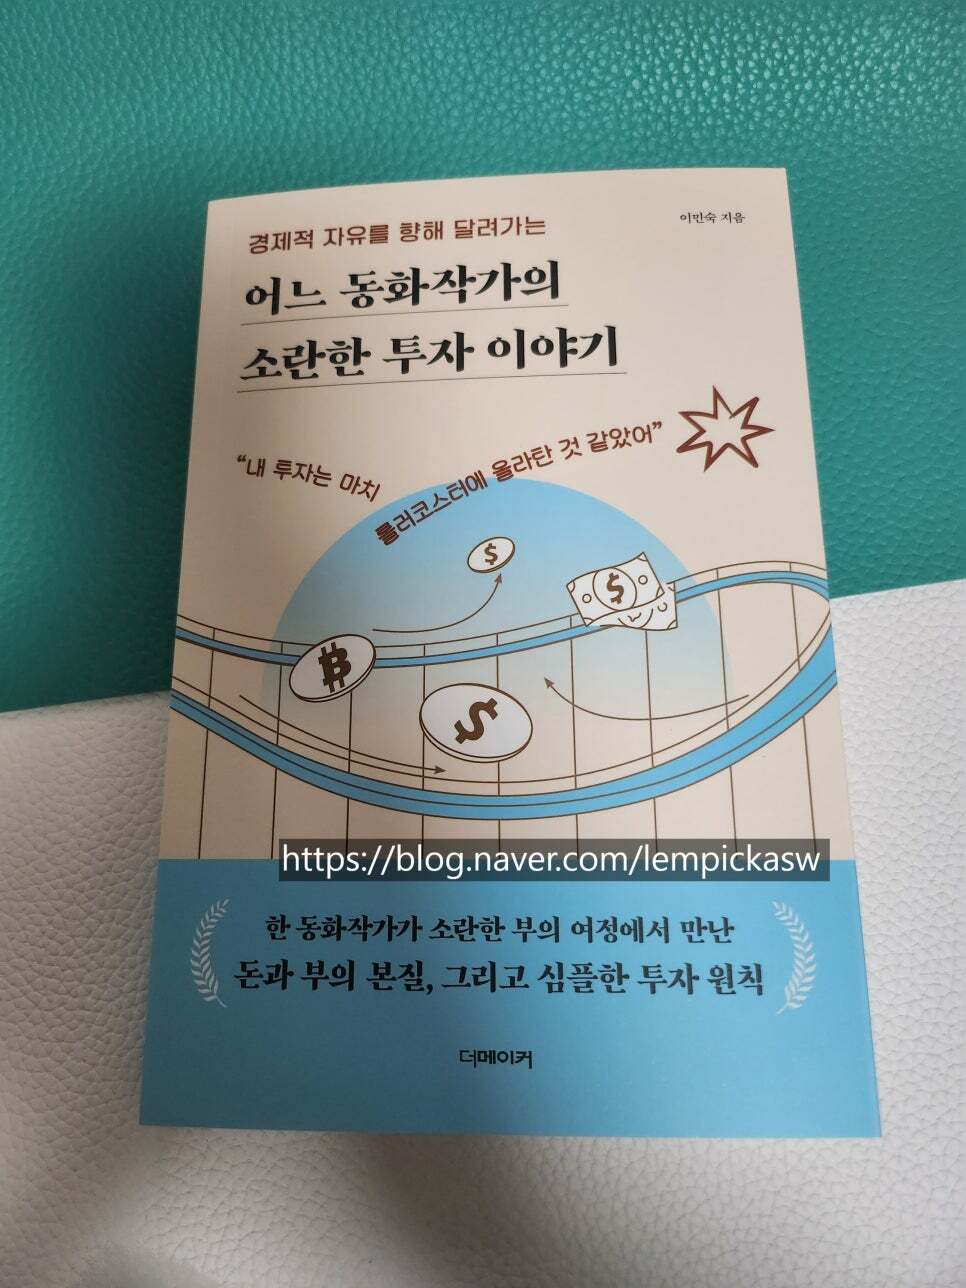 경제적 자유를 향해 달려가는
이민숙 지음
어느 동화작가의
소란한 투자 이야기
“내 투자는 마치
롤러코스터에 올라탄 것 같았어”
$
$
B
$
https://blog.naver.com/lempickasw
한 동화작가가 소란한 부의 여정에서 만난
돈과 부의 본질, 그리고 심플한 투자 원칙
더메이커